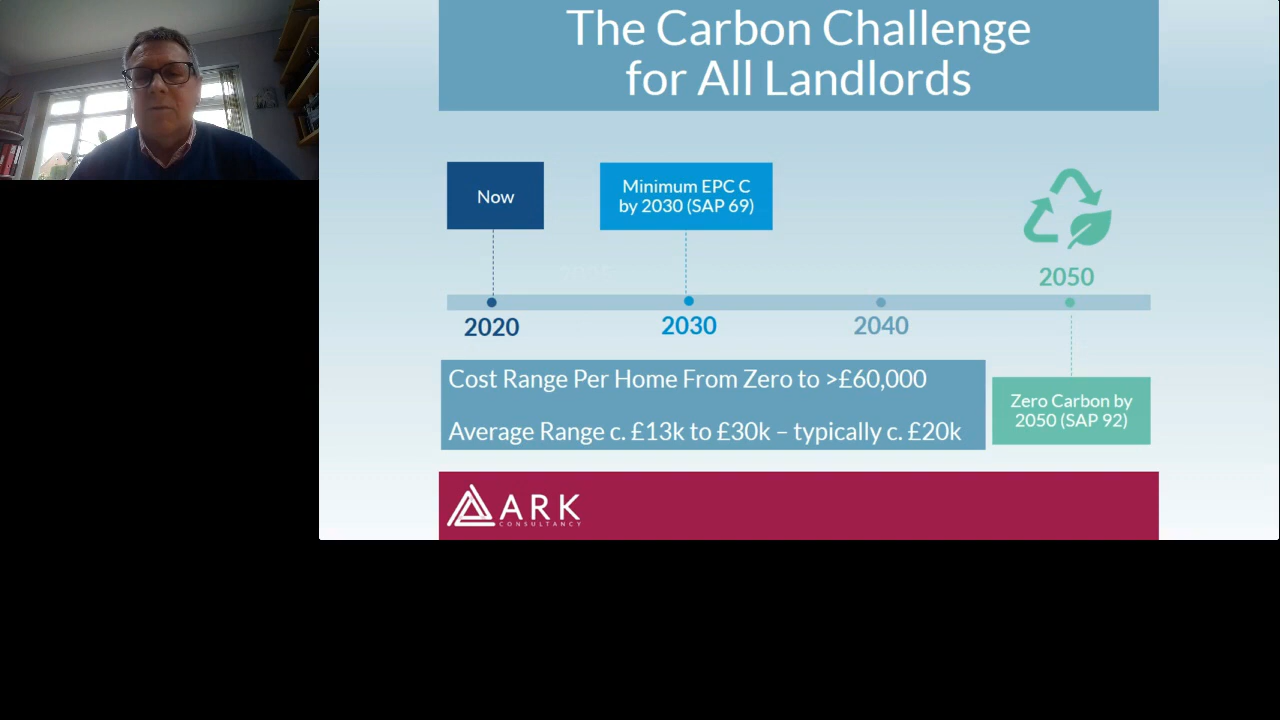 The Carbon Challenge
for All Landlords
Now
Minimum EPC C
by 2030 (SAP 69)
2050
2020
2030
2040
Cost Range Per Home From Zero to >£60,000
Average Range c. £13k to £30k – typically c. £20k
Zero Carbon by
2050 (SAP 92)
ARK
CONSULTANCY